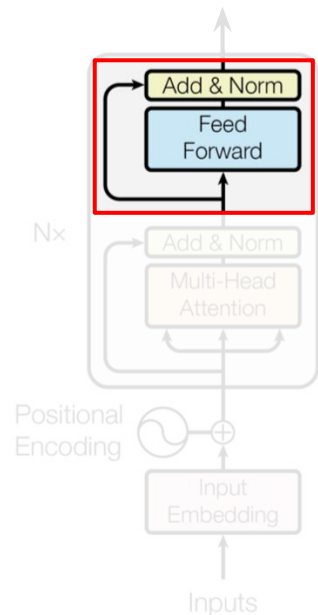 Add & Norm
Feed
Forward
Nx
Add & Norm
Multi-Head
Attention
Positional
Encoding
Input
Embedding
Inputs